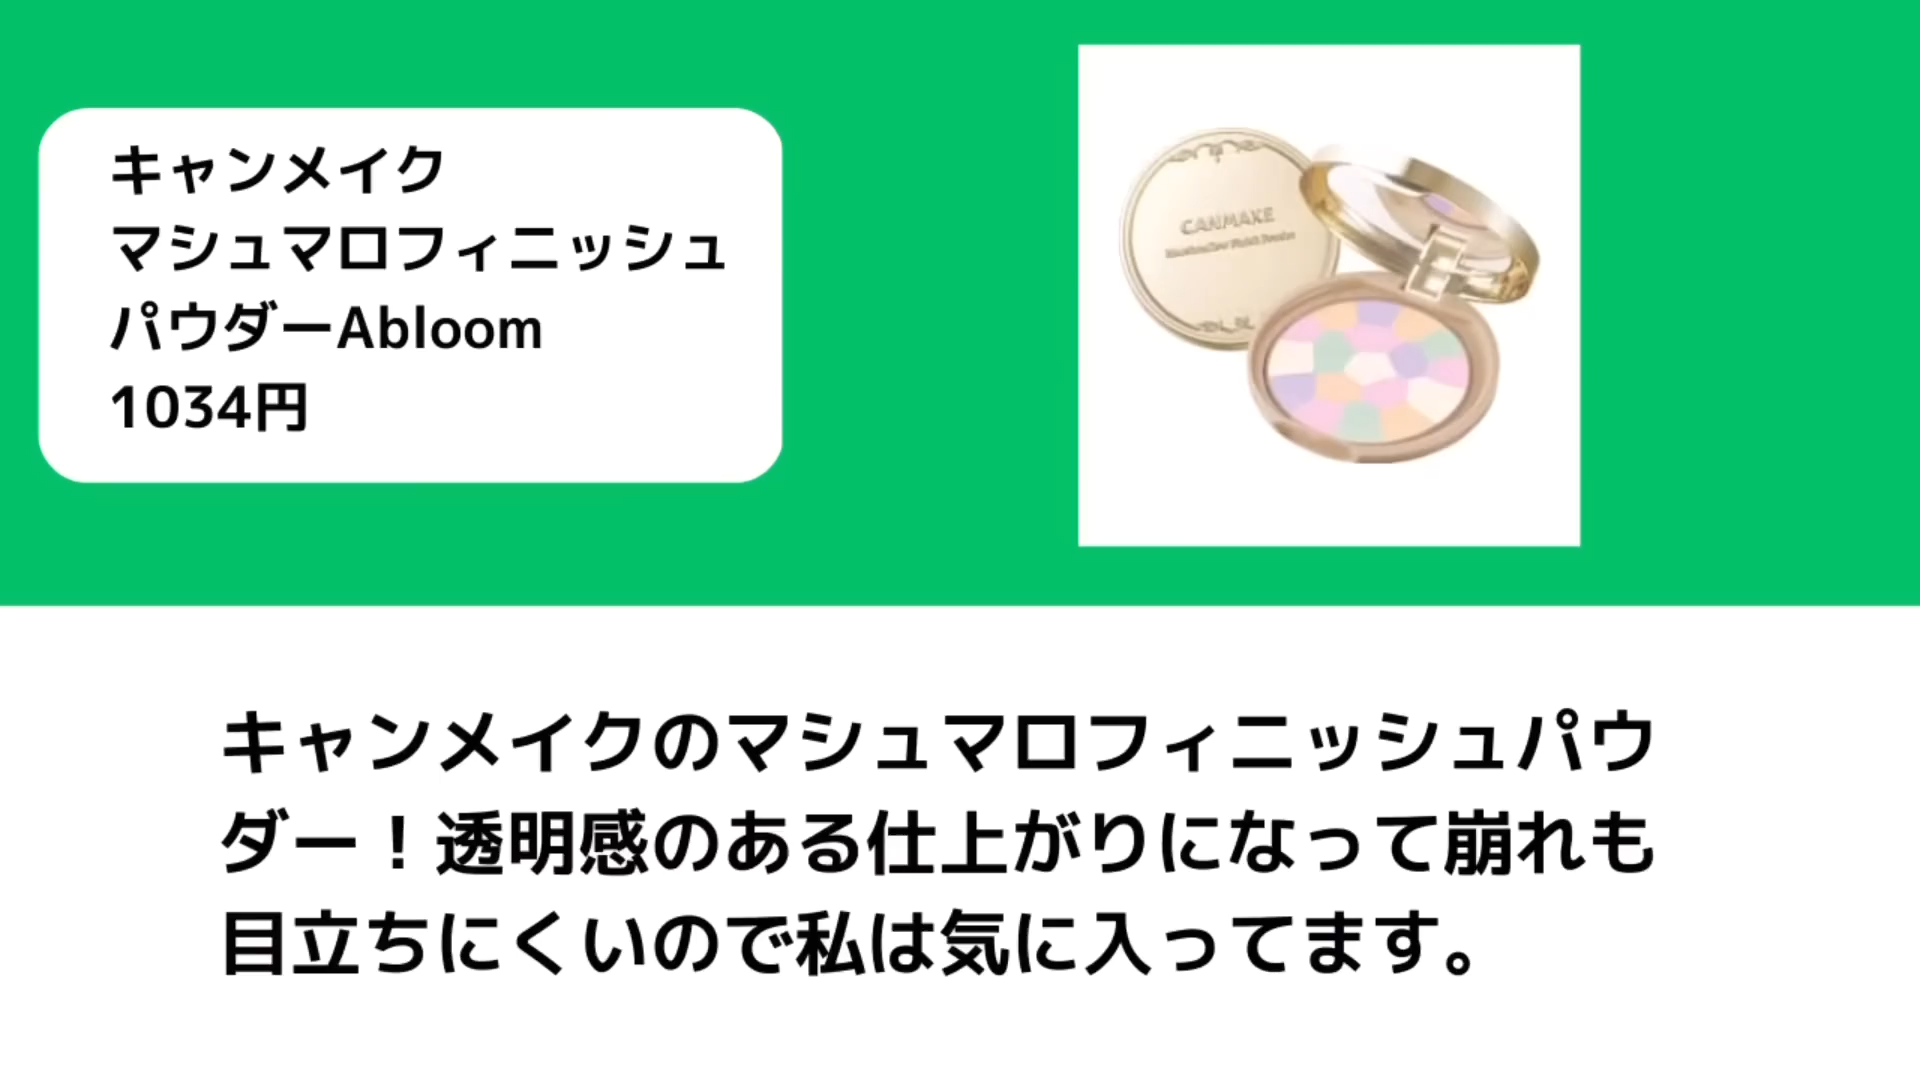 キャンメイク
マシュマロフィニッシュ
パウダーAbloom
1034円
CANMAKE
Marshmallow Finish Powder
キャンメイクのマシュマロフィニッシュパウ
ダー！透明感のある仕上がりになって崩れも
目立ちにくいので私は気に入ってます。